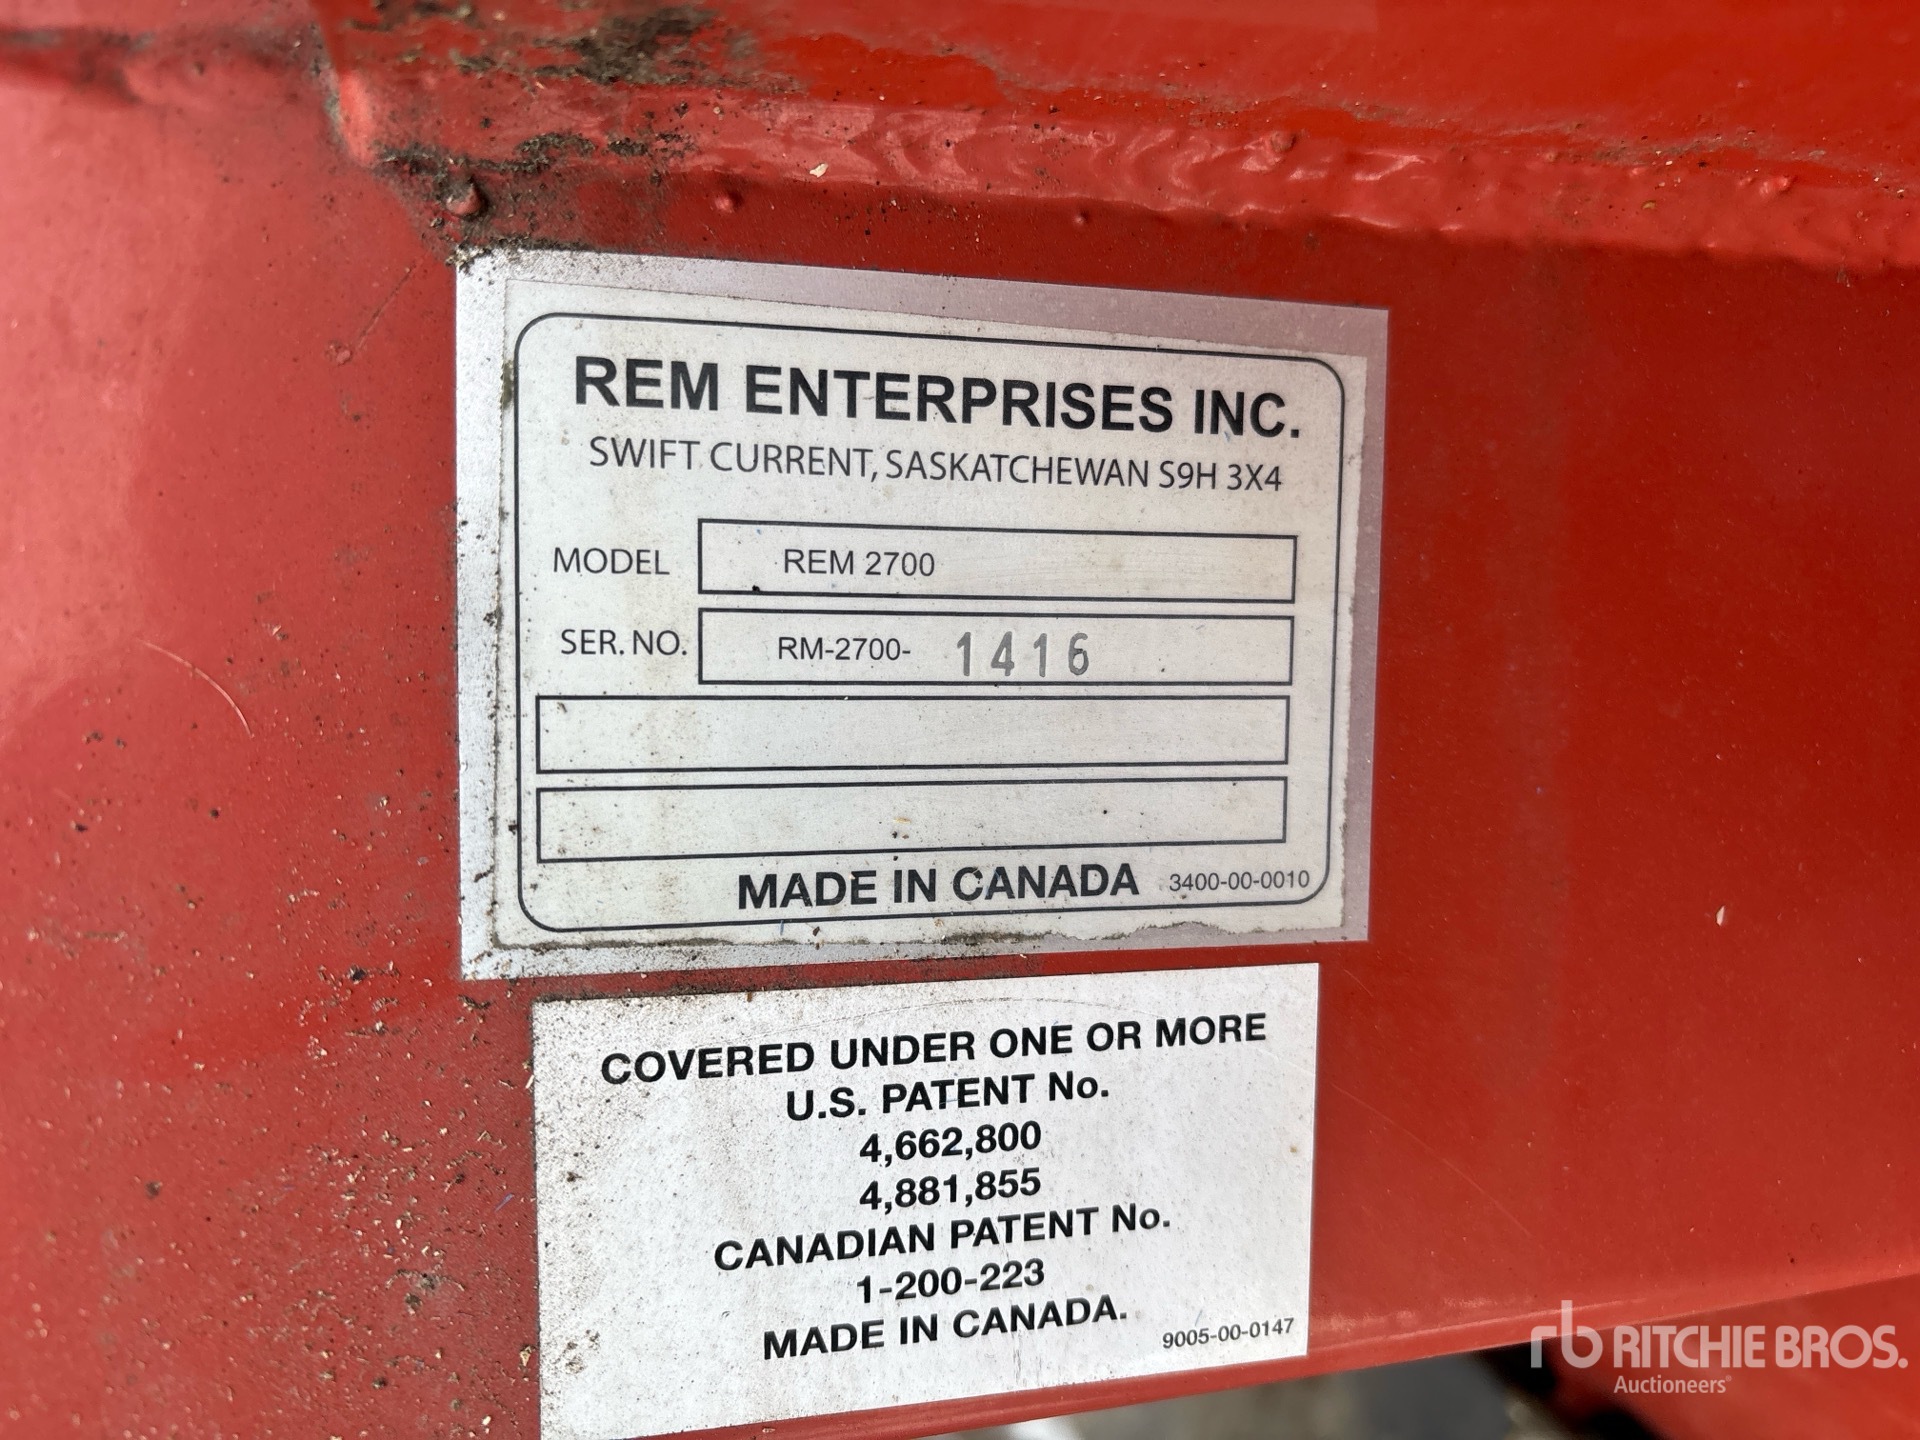 REM ENTERPRISES INC.
SWIFT CURRENT, SASKATCHEWAN S9H 3X4
MODEL REM 2700
SER. NO. RM-2700- 1416
MADE IN CANADA 3400-00-0010
COVERED UNDER ONE OR MORE
U.S. PATENT No.
4,662,800
4,881,855
CANADIAN PATENT No.
1-200-223
MADE IN CANADA.
9005-00-0147
rb RITCHIE BROS.
Auctioneers